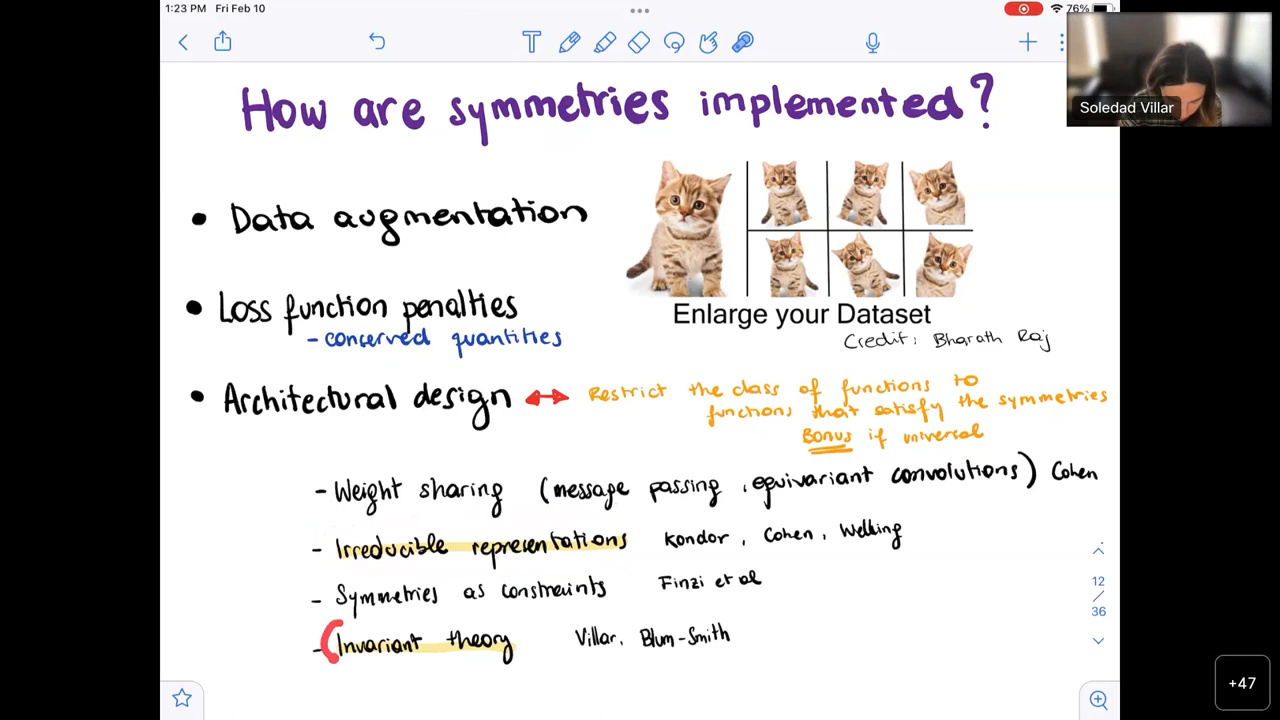 1:23 PM Fri Feb 10
76%
How are symmetries implemented?
Soledad Villar
• Data augmentation
Enlarge your Dataset
Credit: Bharath Raj
• Loss function penalties
- concerved quantities
• Architectural design ↔ Restrict the class of functions to
functions that satisfy the symmetries
Bonus if universal
- Weight sharing (message passing, equivariant convolutions) Cohen
- Irreducible representations Kondor, Cohen, Welling
- Symmetries as constraints Finzi et al
- Invariant theory Villar, Blum-Smith
12
/
36
+47